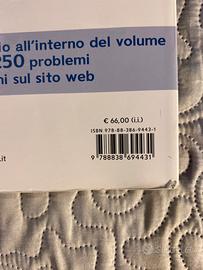 io all'interno del volume
250 problemi
ni sul sito web
€ 66,00 (i.i.)
ISBN 978-88-386-9443-1
9 788838 694431
.it